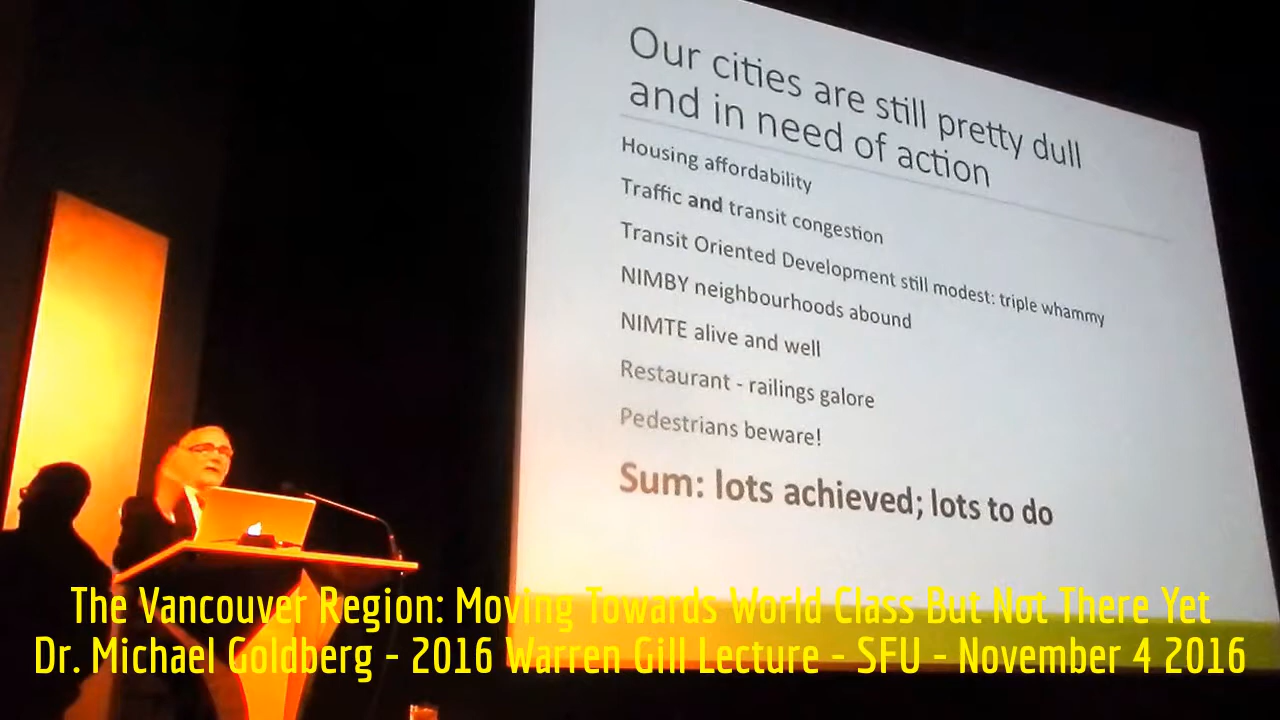 Our cities are still pretty dull
and in need of action
Housing affordability
Traffic and transit congestion
Transit Oriented Development still modest: triple whammy
NIMBY neighbourhoods abound
NIMTE alive and well
Restaurant - railings galore
Pedestrians beware!
Sum: lots achieved; lots to do
The Vancouver Region: Moving Towards World Class But Not There Yet
Dr. Michael Goldberg - 2016 Warren Gill Lecture - SFU - November 4 2016